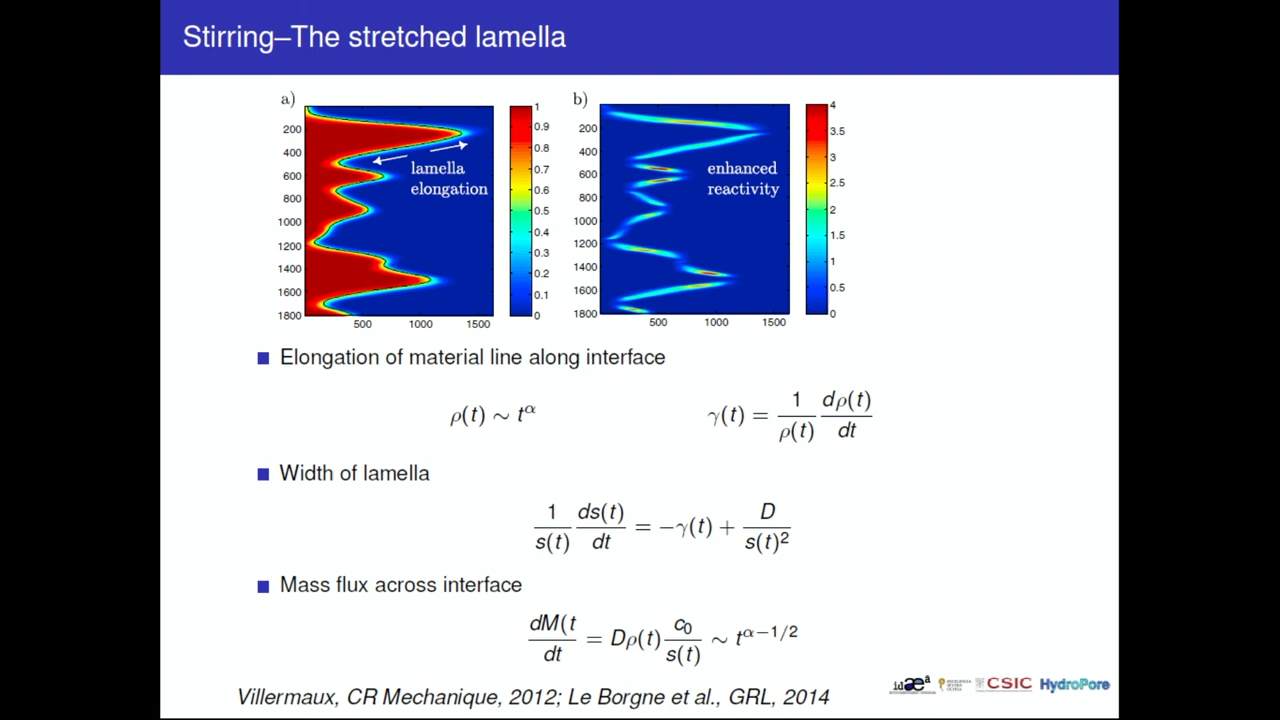 Stirring–The stretched lamella
a)
b)
200
400
600
800
1000
1200
1400
1600
1800
500
1000
1500
lamella
elongation
1
0.9
0.8
0.7
0.6
0.5
0.4
0.3
0.2
0.1
0
200
400
600
800
1000
1200
1400
1600
1800
500
1000
1500
enhanced
reactivity
4
3.5
3
2.5
2
1.5
1
0.5
0
Elongation of material line along interface
ρ(t) ∼ t^α
γ(t) = 1/ρ(t) dρ(t)/dt
Width of lamella
1/s(t) ds(t)/dt = −γ(t) + D/s(t)²
Mass flux across interface
dM(t/dt = Dρ(t) c₀/s(t) ∼ t^(α−1/2)
Villermaux, CR Mechanique, 2012; Le Borgne et al., GRL, 2014
idæa CSIC HydroPore